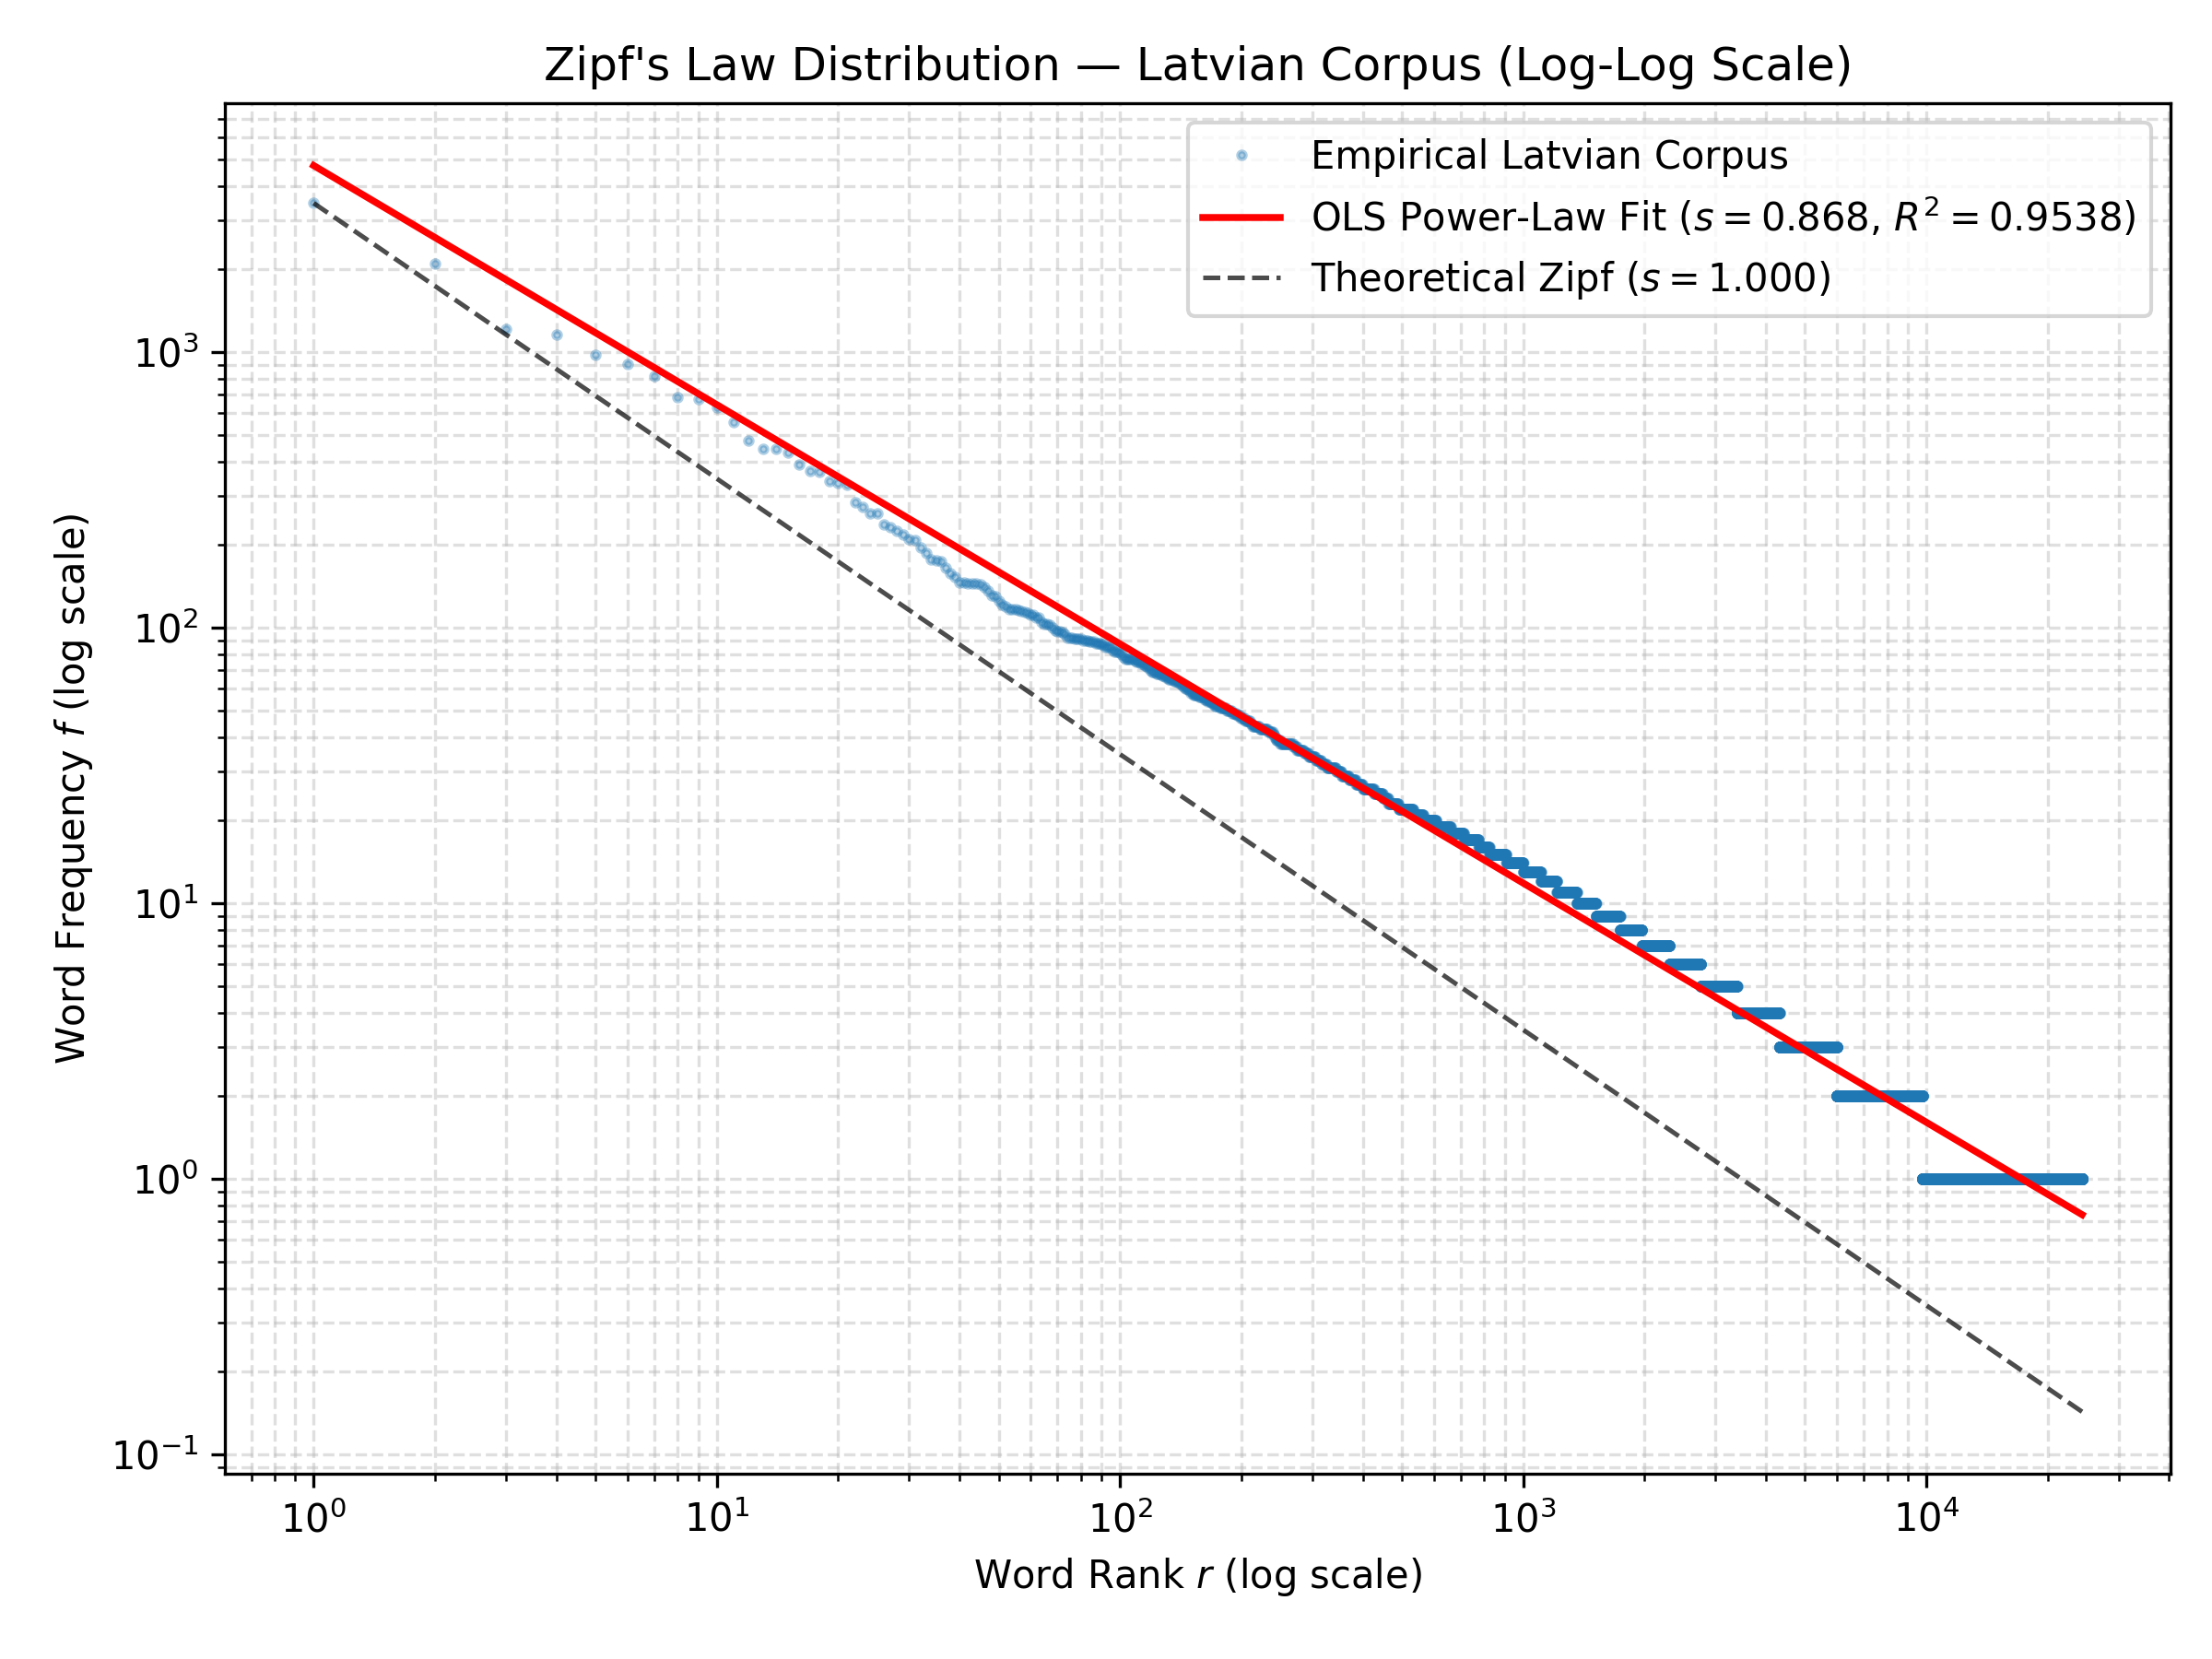 Zipf's Law Distribution — Latvian Corpus (Log-Log Scale)
Empirical Latvian Corpus
OLS Power-Law Fit (s = 0.868, R² = 0.9538)
Theoretical Zipf (s = 1.000)
Word Frequency f (log scale)
10³
10²
10¹
10⁰
10⁻¹
10⁰ 10¹ 10² 10³ 10⁴
Word Rank r (log scale)